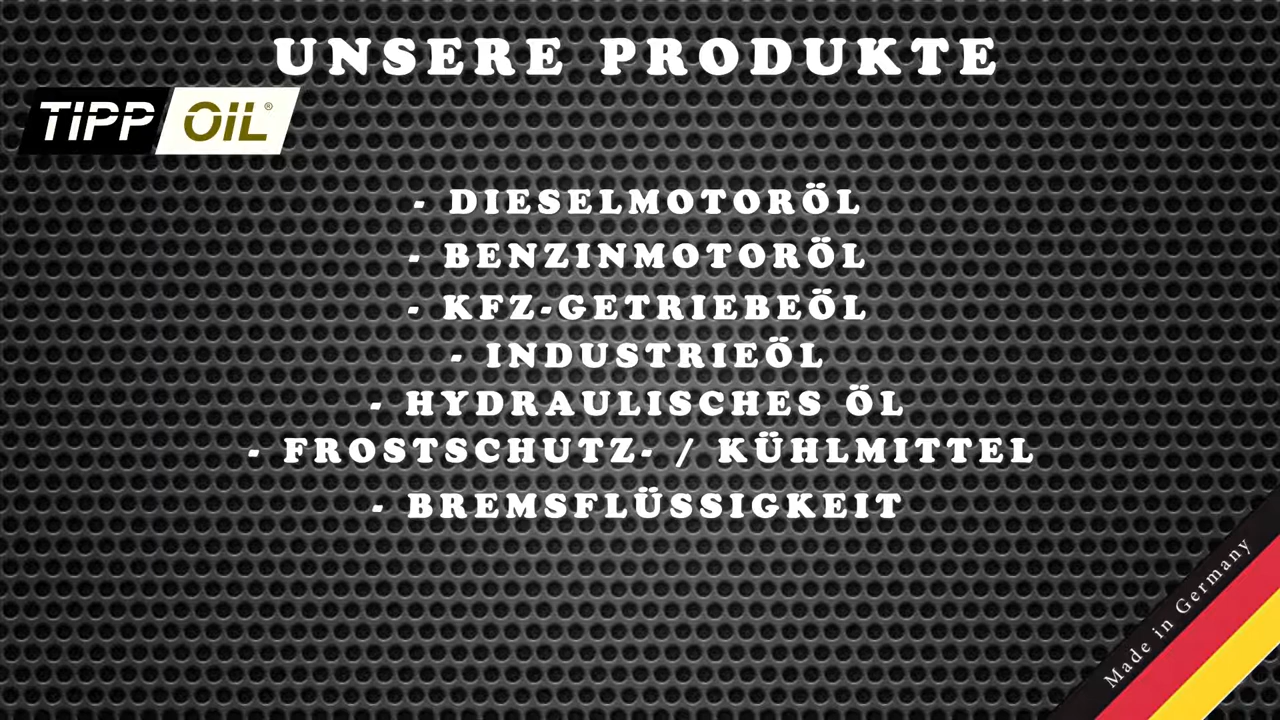 UNSERE PRODUKTE
TIPP OIL®
- DIESELMOTORÖL
- BENZINMOTORÖL
- KFZ-GETRIEBEÖL
- INDUSTRIEÖL
- HYDRAULISCHES ÖL
- FROSTSCHUTZ- / KÜHLMITTEL
- BREMSFLÜSSIGKEIT
Made in Germany